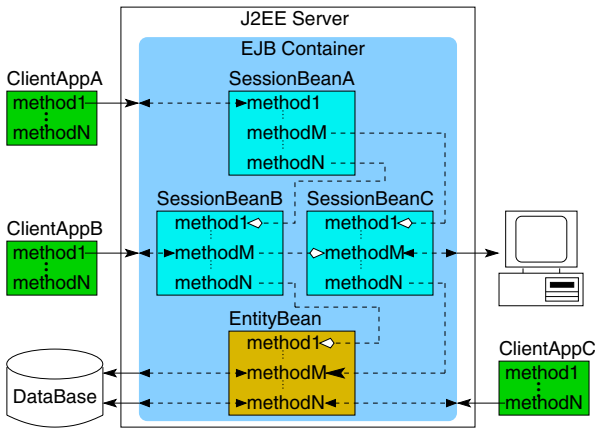 J2EE Server
EJB Container
ClientAppA
method1
methodN
SessionBeanA
method1
methodM
methodN
ClientAppB
method1
methodN
SessionBeanB
method1
methodM
methodN
SessionBeanC
method1
methodM
methodN
EntityBean
method1
methodM
methodN
DataBase
ClientAppC
method1
methodN